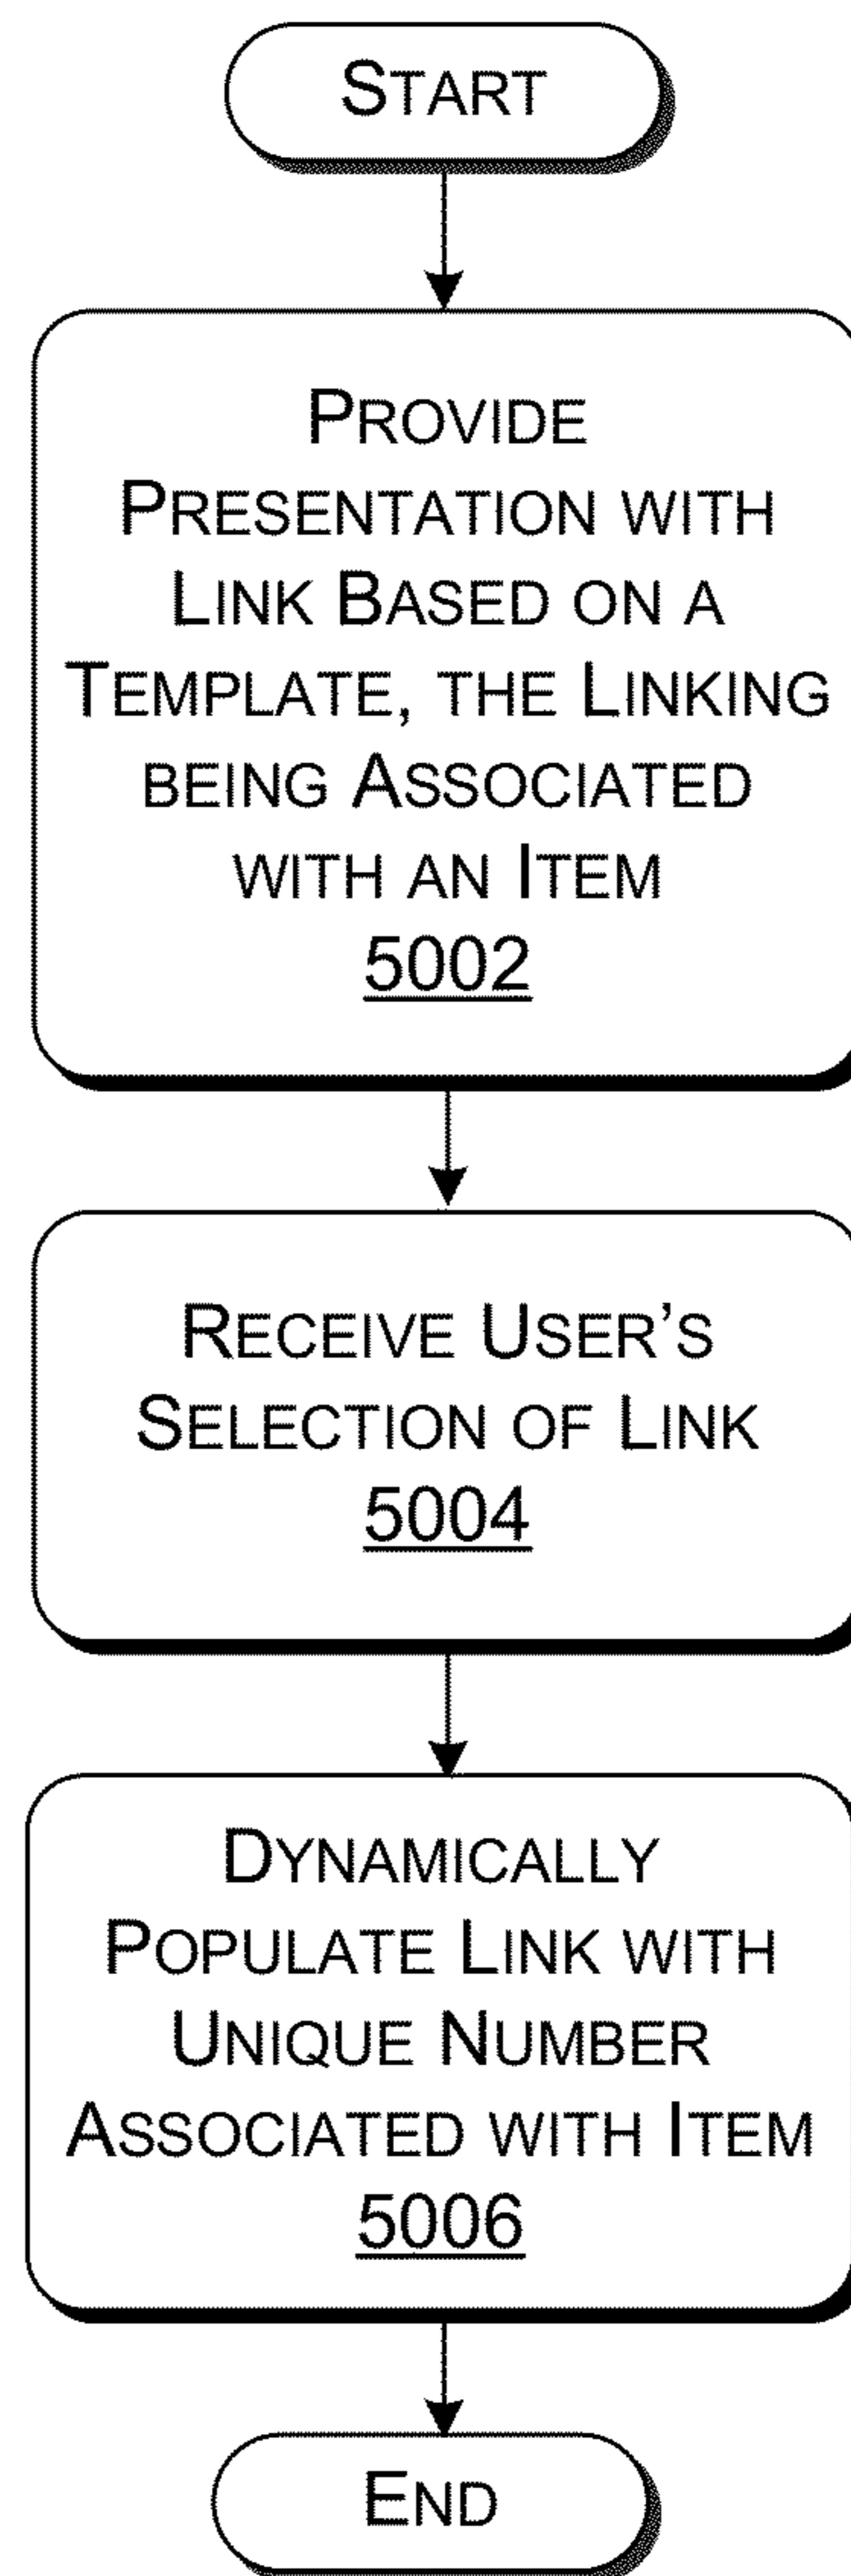 START
PROVIDE
PRESENTATION WITH
LINK BASED ON A
TEMPLATE, THE LINKING
BEING ASSOCIATED
WITH AN ITEM
5002
RECEIVE USER’S
SELECTION OF LINK
5004
DYNAMICALLY
POPULATE LINK WITH
UNIQUE NUMBER
ASSOCIATED WITH ITEM
5006
END